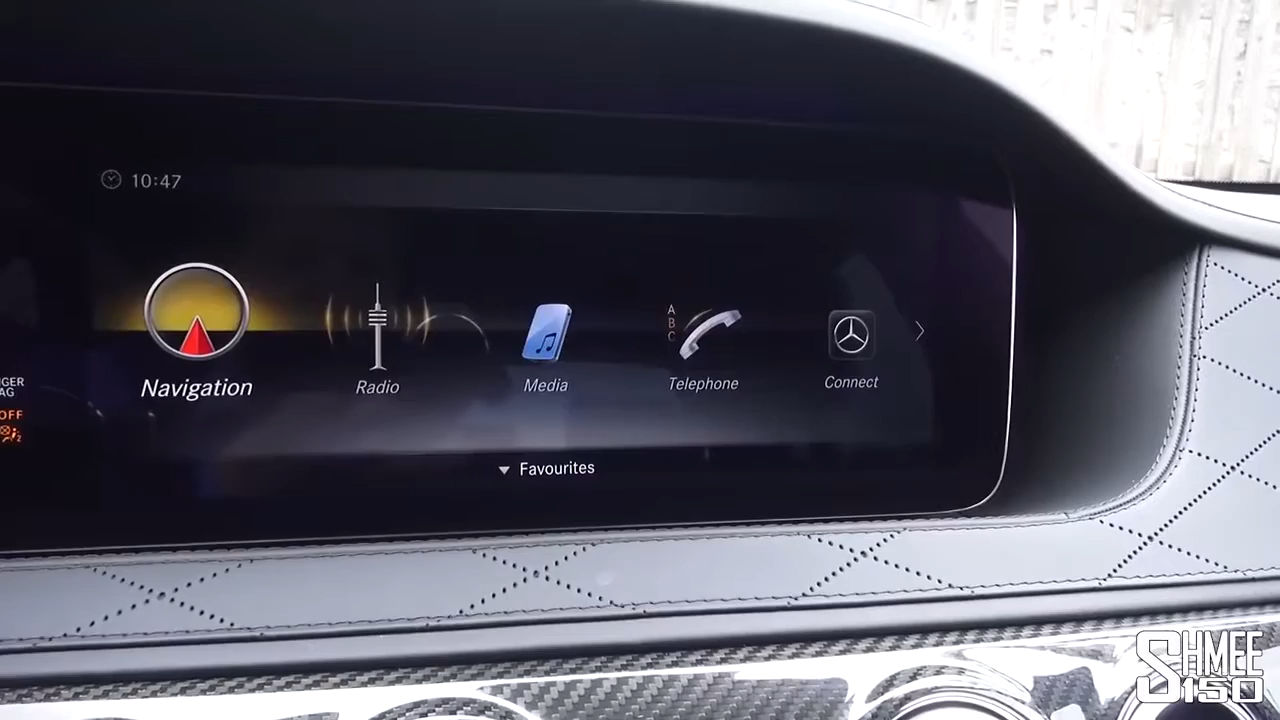 10:47
Navigation
Radio
Media
A
B
C
Telephone
Connect
Favourites
OFF
SHMEE
150